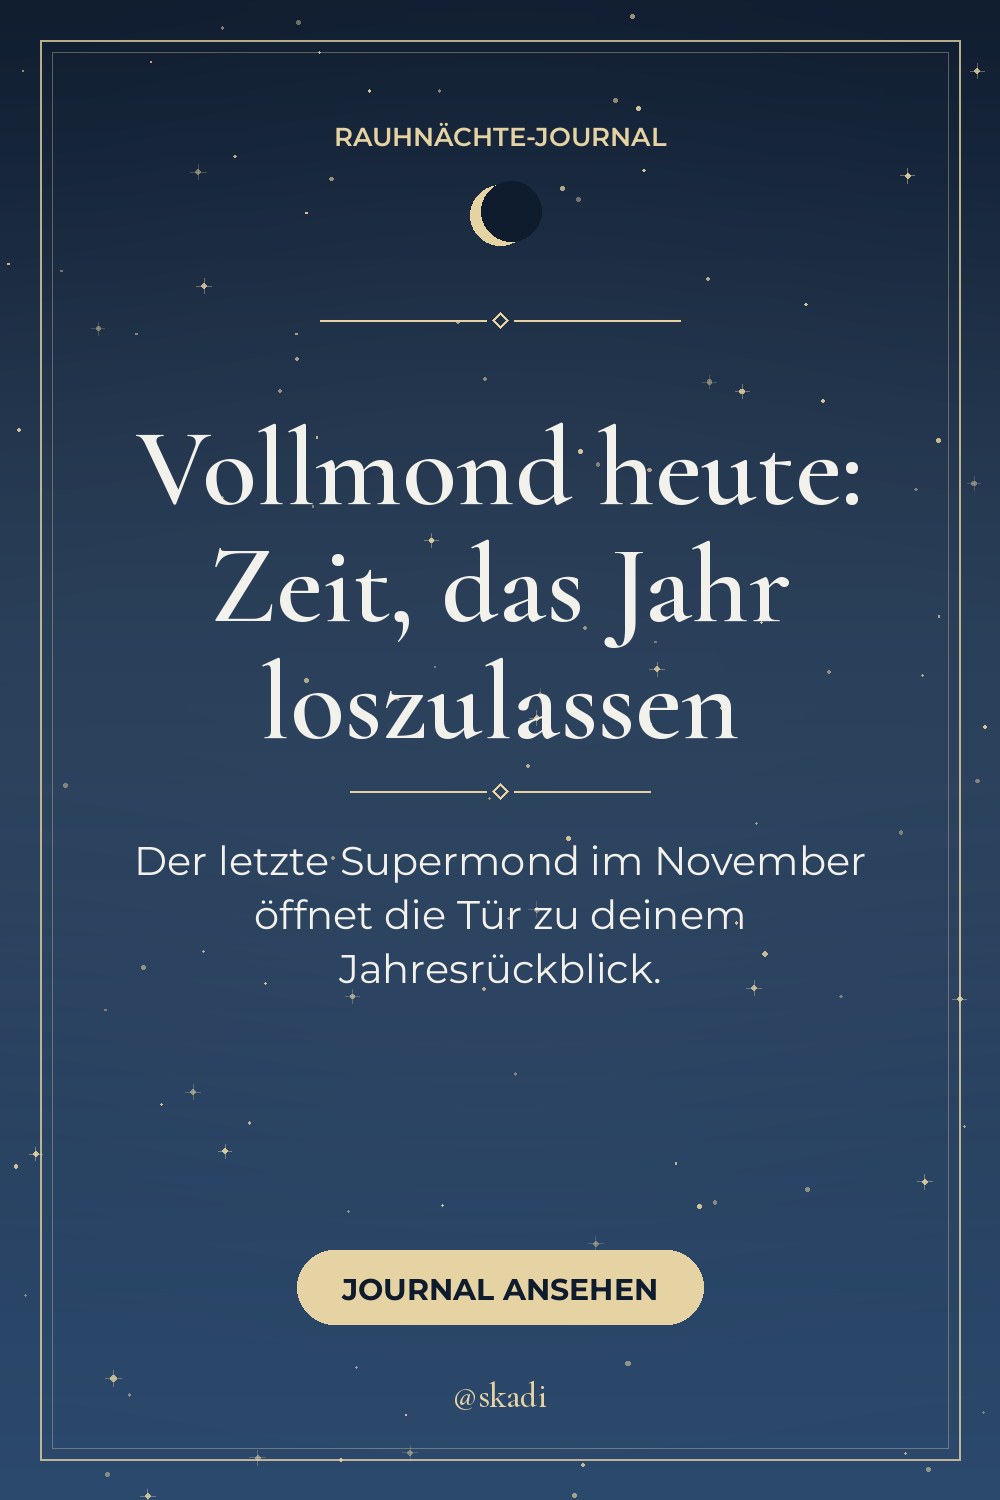 RAUHNÄCHTE-JOURNAL
Vollmond heute:
Zeit, das Jahr
loszulassen
Der letzte Supermond im November
öffnet die Tür zu deinem
Jahresrückblick.
JOURNAL ANSEHEN
@skadi